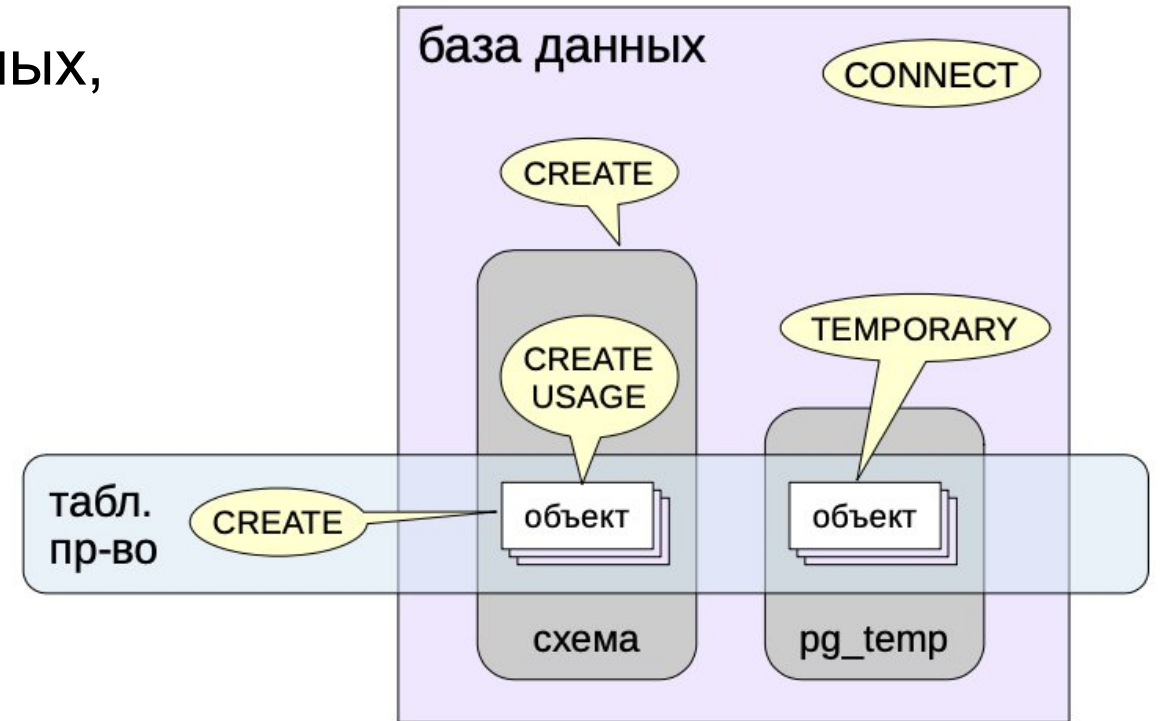 ных,
база данных
CONNECT
CREATE
TEMPORARY
CREATE
USAGE
табл.
пр-во
CREATE
объект
объект
схема
pg_temp